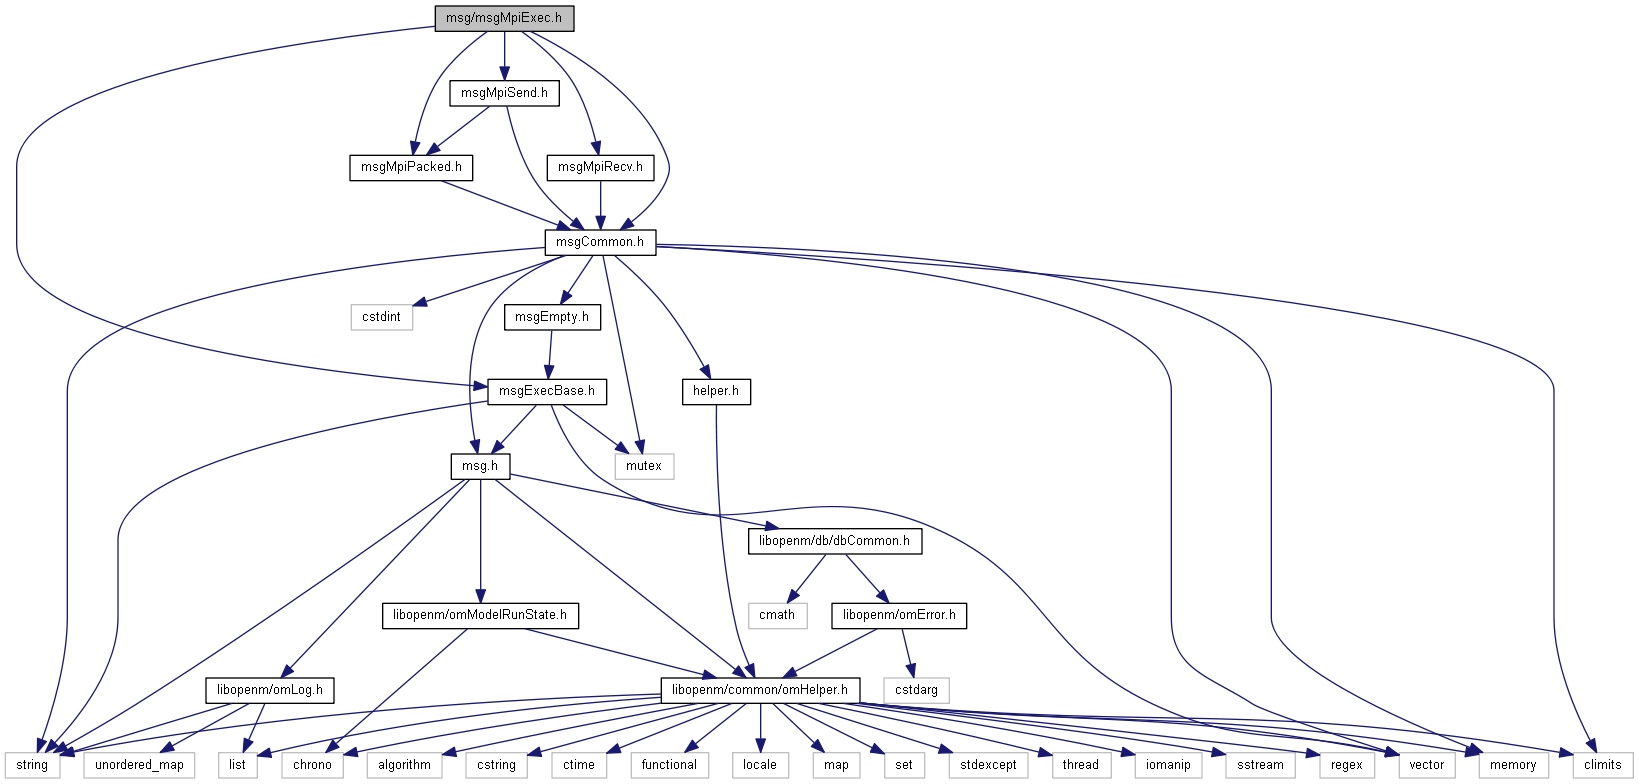 msg/msgMpiExec.h
msgMpiSend.h
msgMpiPacked.h
msgMpiRecv.h
msgCommon.h
cstdint
msgEmpty.h
msgExecBase.h
helper.h
msg.h
mutex
libopenm/db/dbCommon.h
libopenm/omModelRunState.h
cmath
libopenm/omError.h
libopenm/omLog.h
libopenm/common/omHelper.h
cstdarg
string
unordered_map
list
chrono
algorithm
cstring
ctime
functional
locale
map
set
stdexcept
thread
iomanip
sstream
regex
vector
memory
climits